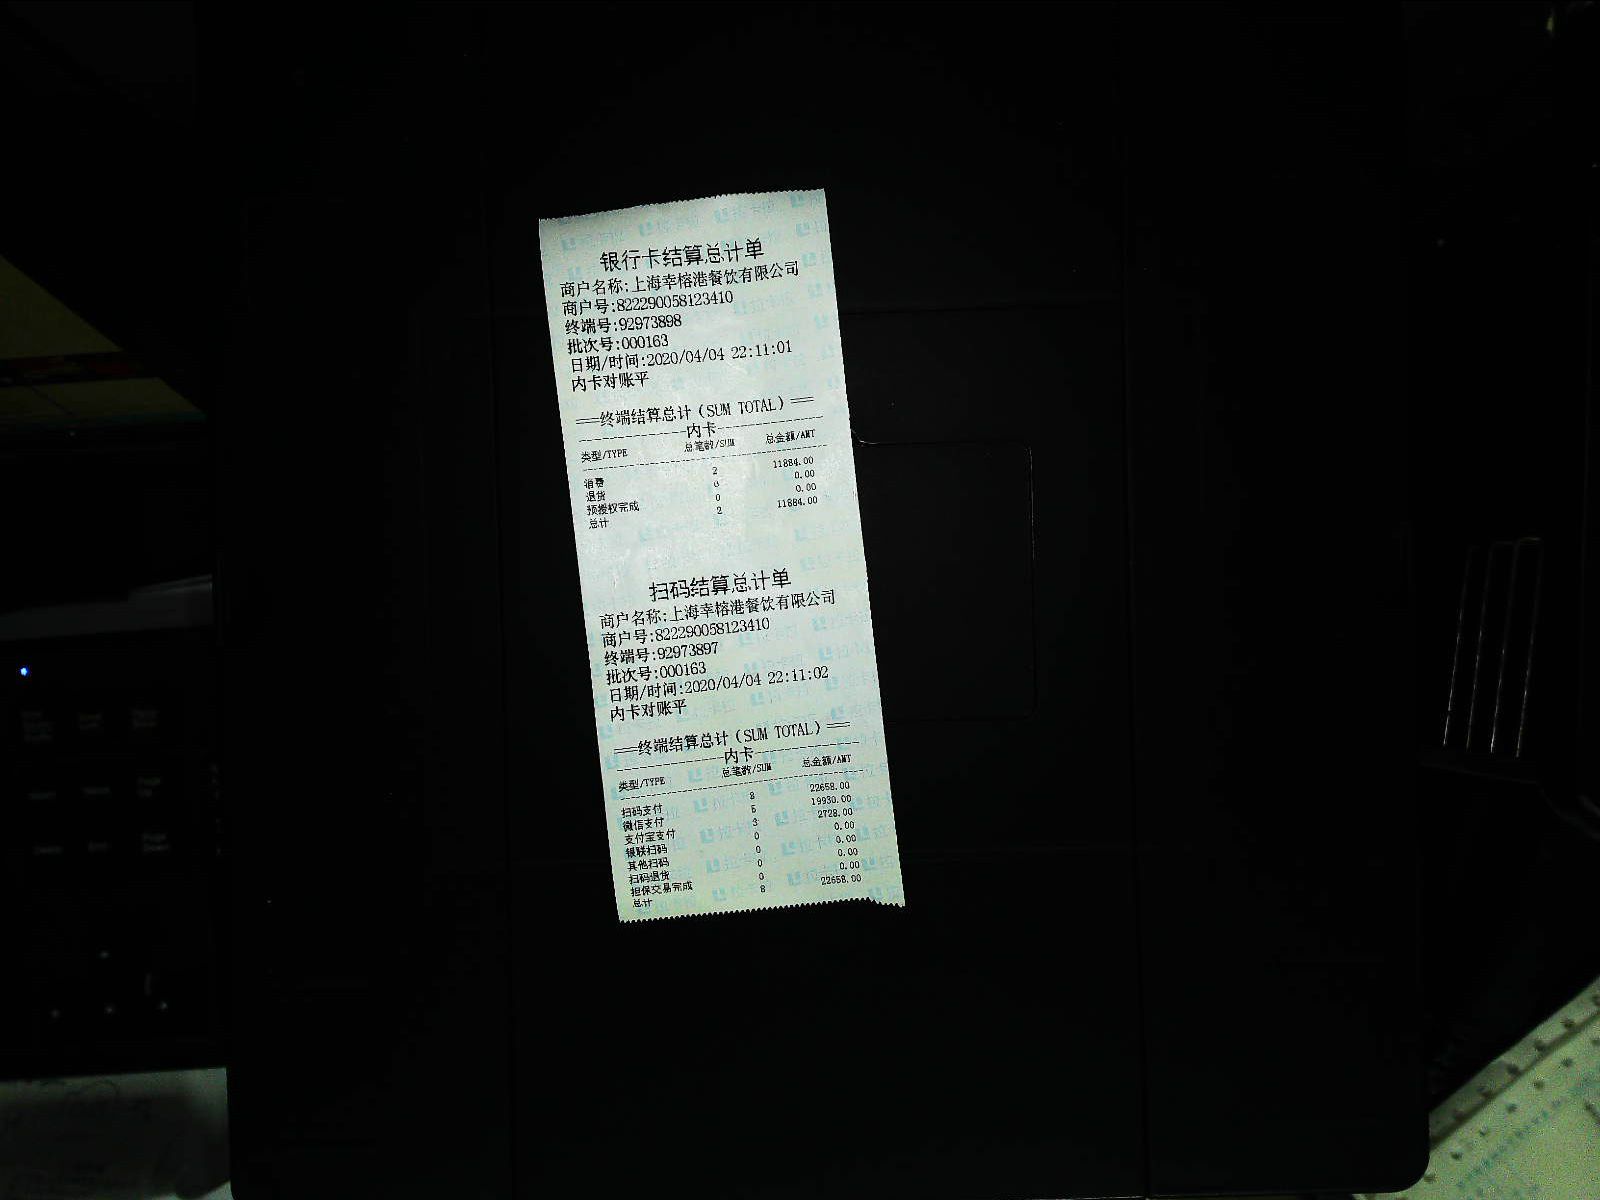 银行卡结算总计单
商户名称:上海幸榕港餐饮有限公司
商户号:822290058123410
终端号:92973898
批次号:000163
日期/时间:2020/04/04 22:11:01
内卡对账平
===终端结算总计(SUM TOTAL)===
内卡
类型/TYPE 总笔数/SUM 总金额/AMT
消费 2 11884.00
退货 0 0.00
预授权完成 0 0.00
总计 2 11884.00
扫码结算总计单
商户名称:上海幸榕港餐饮有限公司
商户号:822290058123410
终端号:92973897
批次号:000163
日期/时间:2020/04/04 22:11:02
内卡对账平
===终端结算总计(SUM TOTAL)===
内卡
类型/TYPE 总笔数/SUM 总金额/AMT
扫码支付 8 22658.00
微信支付 5 19930.00
支付宝支付 3 2728.00
银联扫码 0 0.00
其他扫码 0 0.00
扫码退货 0 0.00
担保交易完成 0 0.00
总计 8 22658.00